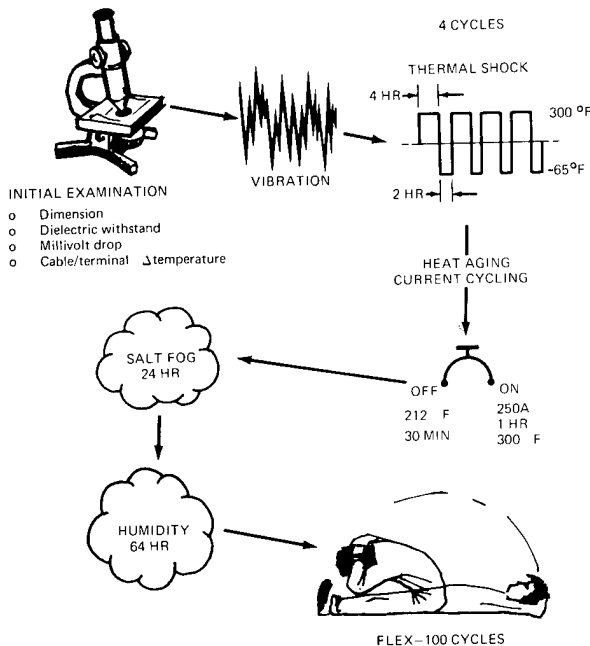 4 CYCLES
THERMAL SHOCK
4 HR
300 °F
-65°F
2 HR
VIBRATION
INITIAL EXAMINATION
o Dimension
o Dielectric withstand
o Millivolt drop
o Cable/terminal Δtemperature
HEAT AGING
CURRENT CYCLING
OFF
212 F
30 MIN
ON
250A
1 HR
300 F
SALT FOG
24 HR
HUMIDITY
64 HR
FLEX–100 CYCLES